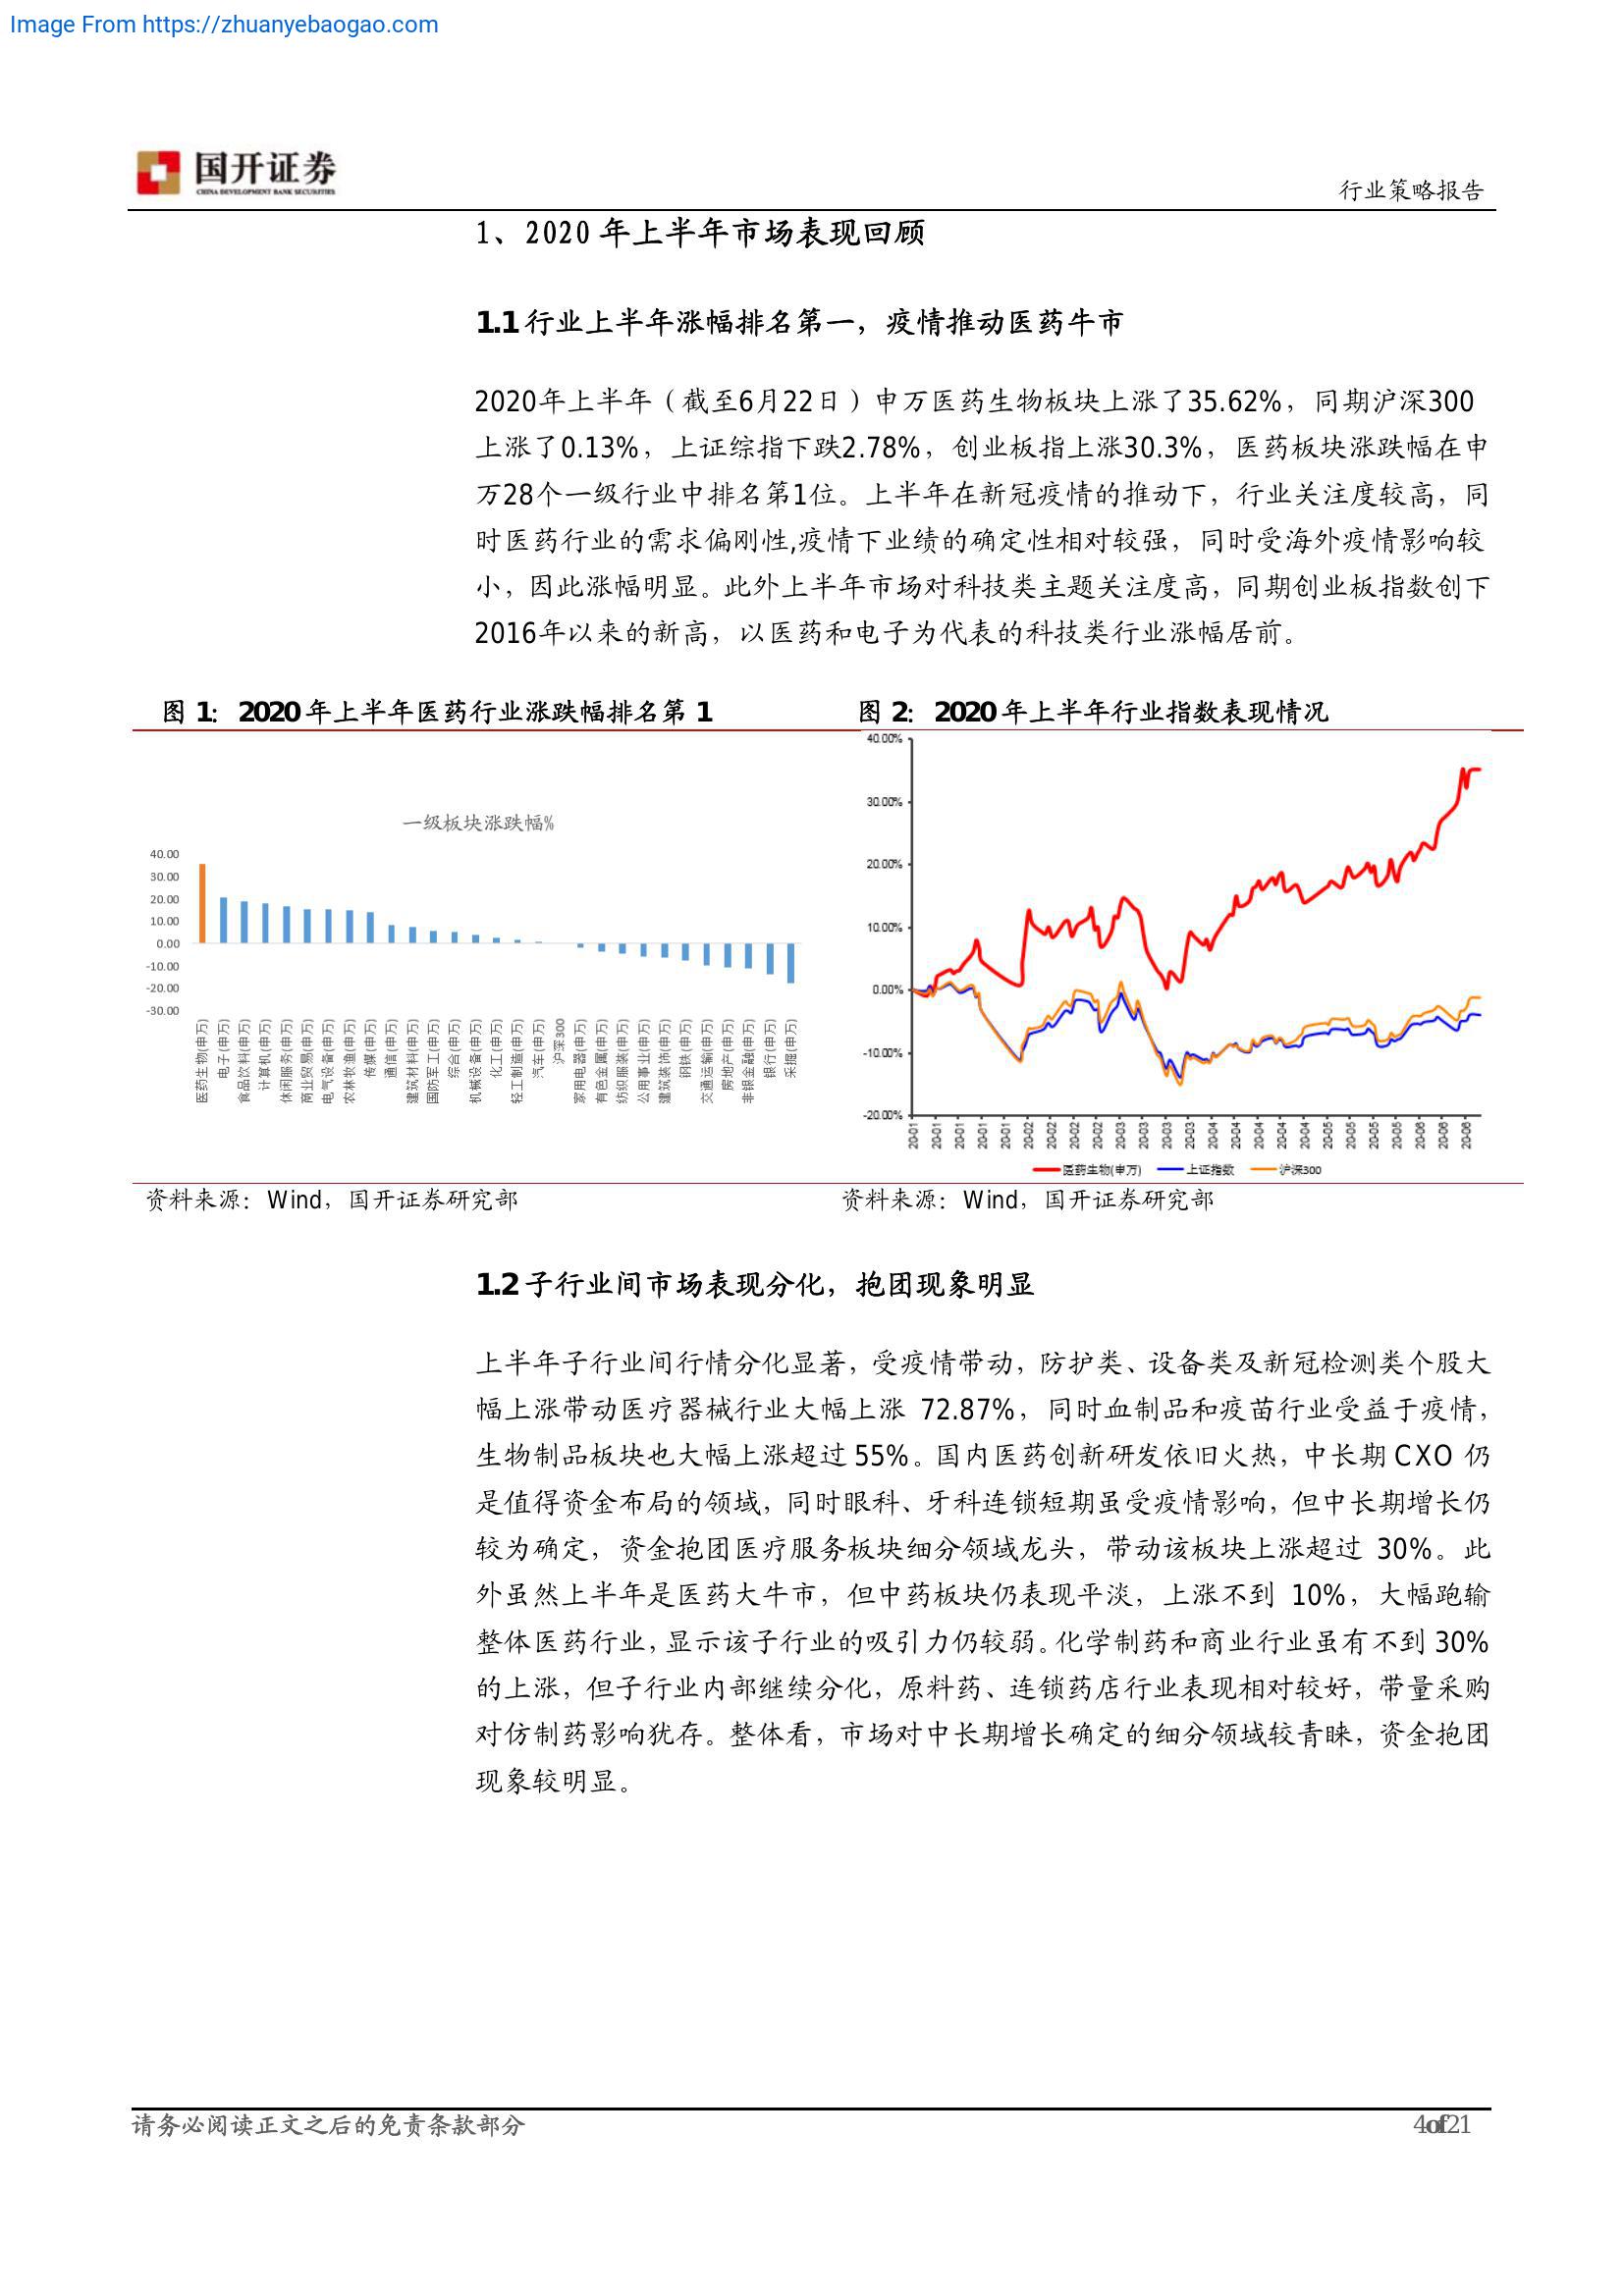 Image From https://zhuanyebaogao.com
国开证券
CHINA DEVELOPMENT BANK SECURITIES
行业策略报告
1、2020 年上半年市场表现回顾
1.1 行业上半年涨幅排名第一，疫情推动医药牛市
2020年上半年（截至6月22日）申万医药生物板块上涨了35.62%，同期沪深300
上涨了0.13%，上证综指下跌2.78%，创业板指上涨30.3%，医药板块涨跌幅在申
万28个一级行业中排名第1位。上半年在新冠疫情的推动下，行业关注度较高，同
时医药行业的需求偏刚性,疫情下业绩的确定性相对较强，同时受海外疫情影响较
小，因此涨幅明显。此外上半年市场对科技类主题关注度高，同期创业板指数创下
2016年以来的新高，以医药和电子为代表的科技类行业涨幅居前。
图 1：2020 年上半年医药行业涨跌幅排名第 1
一级板块涨跌幅%
40.00
30.00
20.00
10.00
0.00
-10.00
-20.00
-30.00
医药生物(申万)
电子(申万)
食品饮料(申万)
计算机(申万)
休闲服务(申万)
商业贸易(申万)
电气设备(申万)
农林牧渔(申万)
传媒(申万)
通信(申万)
建筑材料(申万)
国防军工(申万)
综合(申万)
机械设备(申万)
化工(申万)
轻工制造(申万)
汽车(申万)
沪深300
家用电器(申万)
有色金属(申万)
纺织服装(申万)
公用事业(申万)
建筑装饰(申万)
钢铁(申万)
交通运输(申万)
房地产(申万)
非银金融(申万)
银行(申万)
采掘(申万)
资料来源：Wind，国开证券研究部
图 2：2020 年上半年行业指数表现情况
40.00%
30.00%
20.00%
10.00%
0.00%
-10.00%
-20.00%
20-01
20-01
20-01
20-01
20-01
20-02
20-02
20-02
20-02
20-03
20-03
20-03
20-03
20-04
20-04
20-04
20-04
20-04
20-05
20-05
20-05
20-05
20-06
20-06
20-06
医药生物(申万) 上证指数 沪深300
资料来源：Wind，国开证券研究部
1.2 子行业间市场表现分化，抱团现象明显
上半年子行业间行情分化显著，受疫情带动，防护类、设备类及新冠检测类个股大
幅上涨带动医疗器械行业大幅上涨 72.87%，同时血制品和疫苗行业受益于疫情，
生物制品板块也大幅上涨超过 55%。国内医药创新研发依旧火热，中长期 CXO 仍
是值得资金布局的领域，同时眼科、牙科连锁短期虽受疫情影响，但中长期增长仍
较为确定，资金抱团医疗服务板块细分领域龙头，带动该板块上涨超过 30%。此
外虽然上半年是医药大牛市，但中药板块仍表现平淡，上涨不到 10%，大幅跑输
整体医药行业，显示该子行业的吸引力仍较弱。化学制药和商业行业虽有不到 30%
的上涨，但子行业内部继续分化，原料药、连锁药店行业表现相对较好，带量采购
对仿制药影响犹存。整体看，市场对中长期增长确定的细分领域较青睐，资金抱团
现象较明显。
请务必阅读正文之后的免责条款部分
4of21